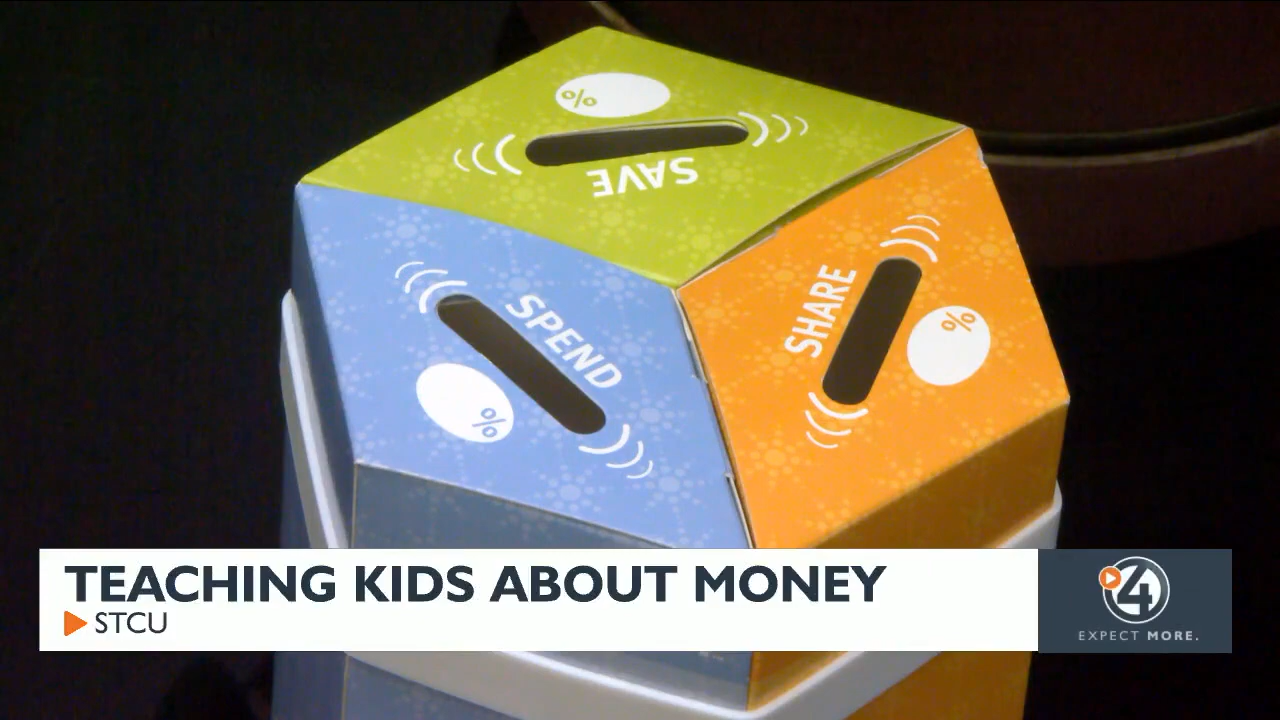 %
SAVE
SPEND
%
SHARE
%
TEACHING KIDS ABOUT MONEY
STCU
4
EXPECT MORE.